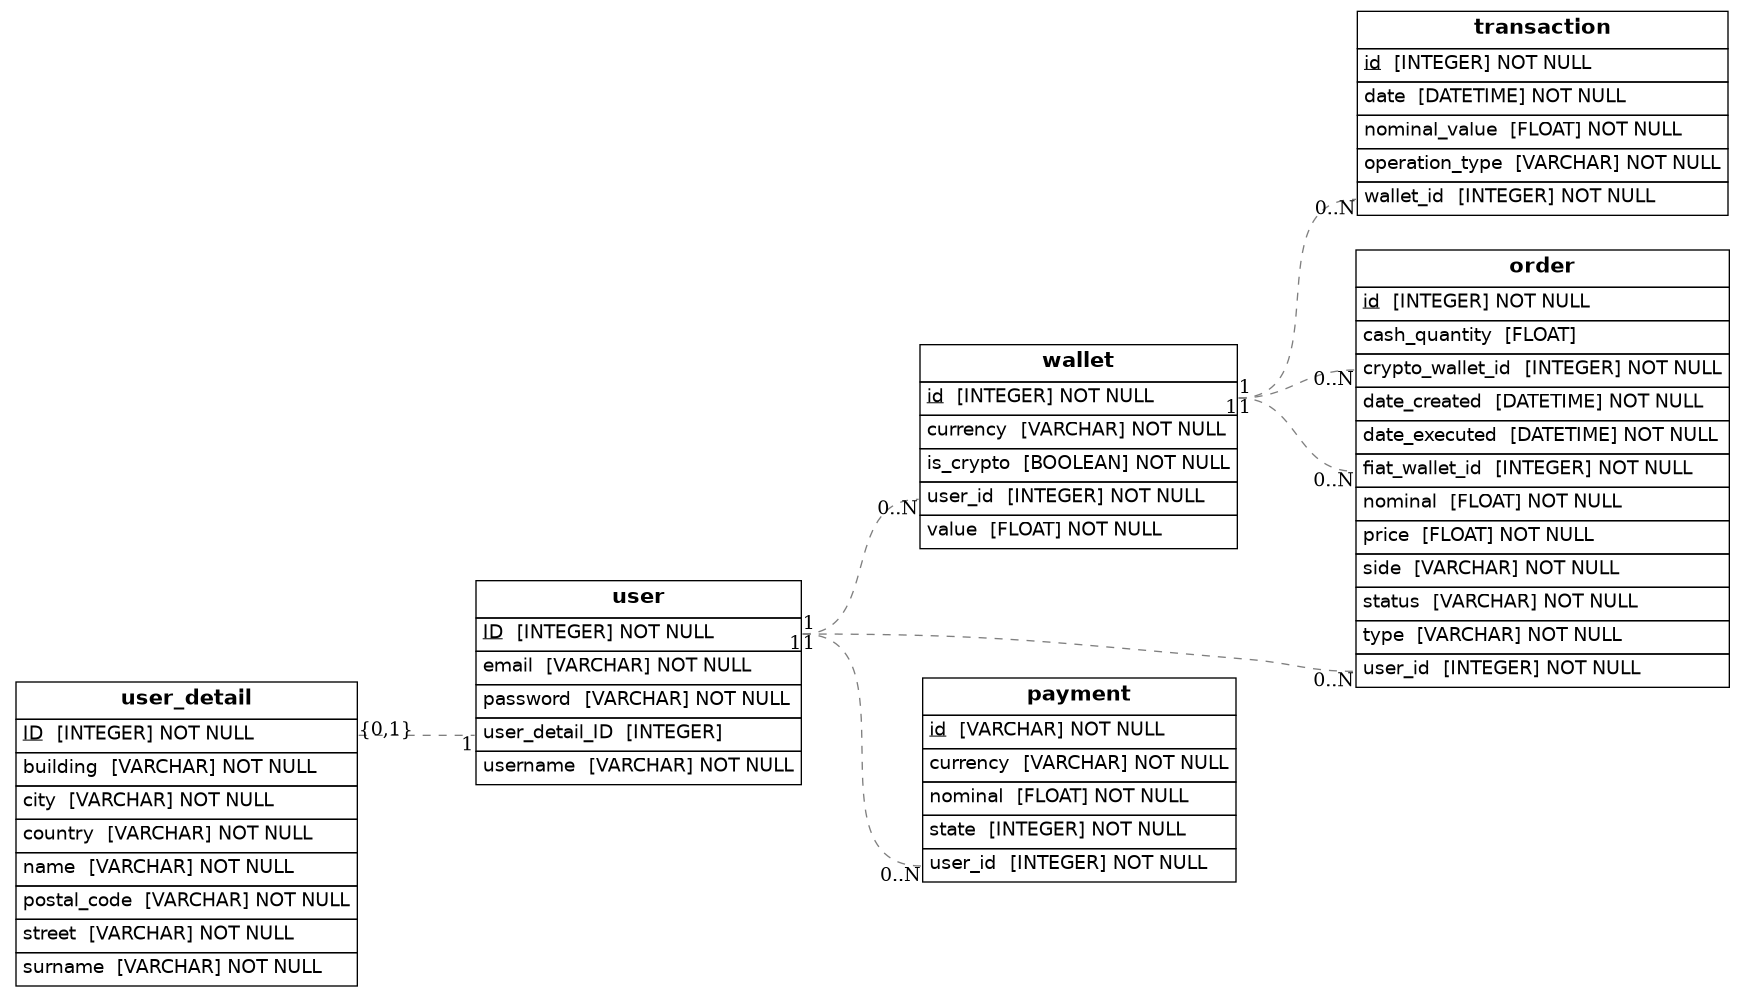 transaction
id [INTEGER] NOT NULL
date [DATETIME] NOT NULL
nominal_value [FLOAT] NOT NULL
operation_type [VARCHAR] NOT NULL
wallet_id [INTEGER] NOT NULL
0..N
order
id [INTEGER] NOT NULL
cash_quantity [FLOAT]
crypto_wallet_id [INTEGER] NOT NULL
date_created [DATETIME] NOT NULL
date_executed [DATETIME] NOT NULL
fiat_wallet_id [INTEGER] NOT NULL
nominal [FLOAT] NOT NULL
price [FLOAT] NOT NULL
side [VARCHAR] NOT NULL
status [VARCHAR] NOT NULL
type [VARCHAR] NOT NULL
user_id [INTEGER] NOT NULL
0..N
0..N
0..N
wallet
id [INTEGER] NOT NULL
currency [VARCHAR] NOT NULL
is_crypto [BOOLEAN] NOT NULL
user_id [INTEGER] NOT NULL
value [FLOAT] NOT NULL
1
11
0..N
user
ID [INTEGER] NOT NULL
email [VARCHAR] NOT NULL
password [VARCHAR] NOT NULL
user_detail_ID [INTEGER]
username [VARCHAR] NOT NULL
1
11
payment
id [VARCHAR] NOT NULL
currency [VARCHAR] NOT NULL
nominal [FLOAT] NOT NULL
state [INTEGER] NOT NULL
user_id [INTEGER] NOT NULL
0..N
user_detail
ID [INTEGER] NOT NULL
building [VARCHAR] NOT NULL
city [VARCHAR] NOT NULL
country [VARCHAR] NOT NULL
name [VARCHAR] NOT NULL
postal_code [VARCHAR] NOT NULL
street [VARCHAR] NOT NULL
surname [VARCHAR] NOT NULL
{0,1}
1